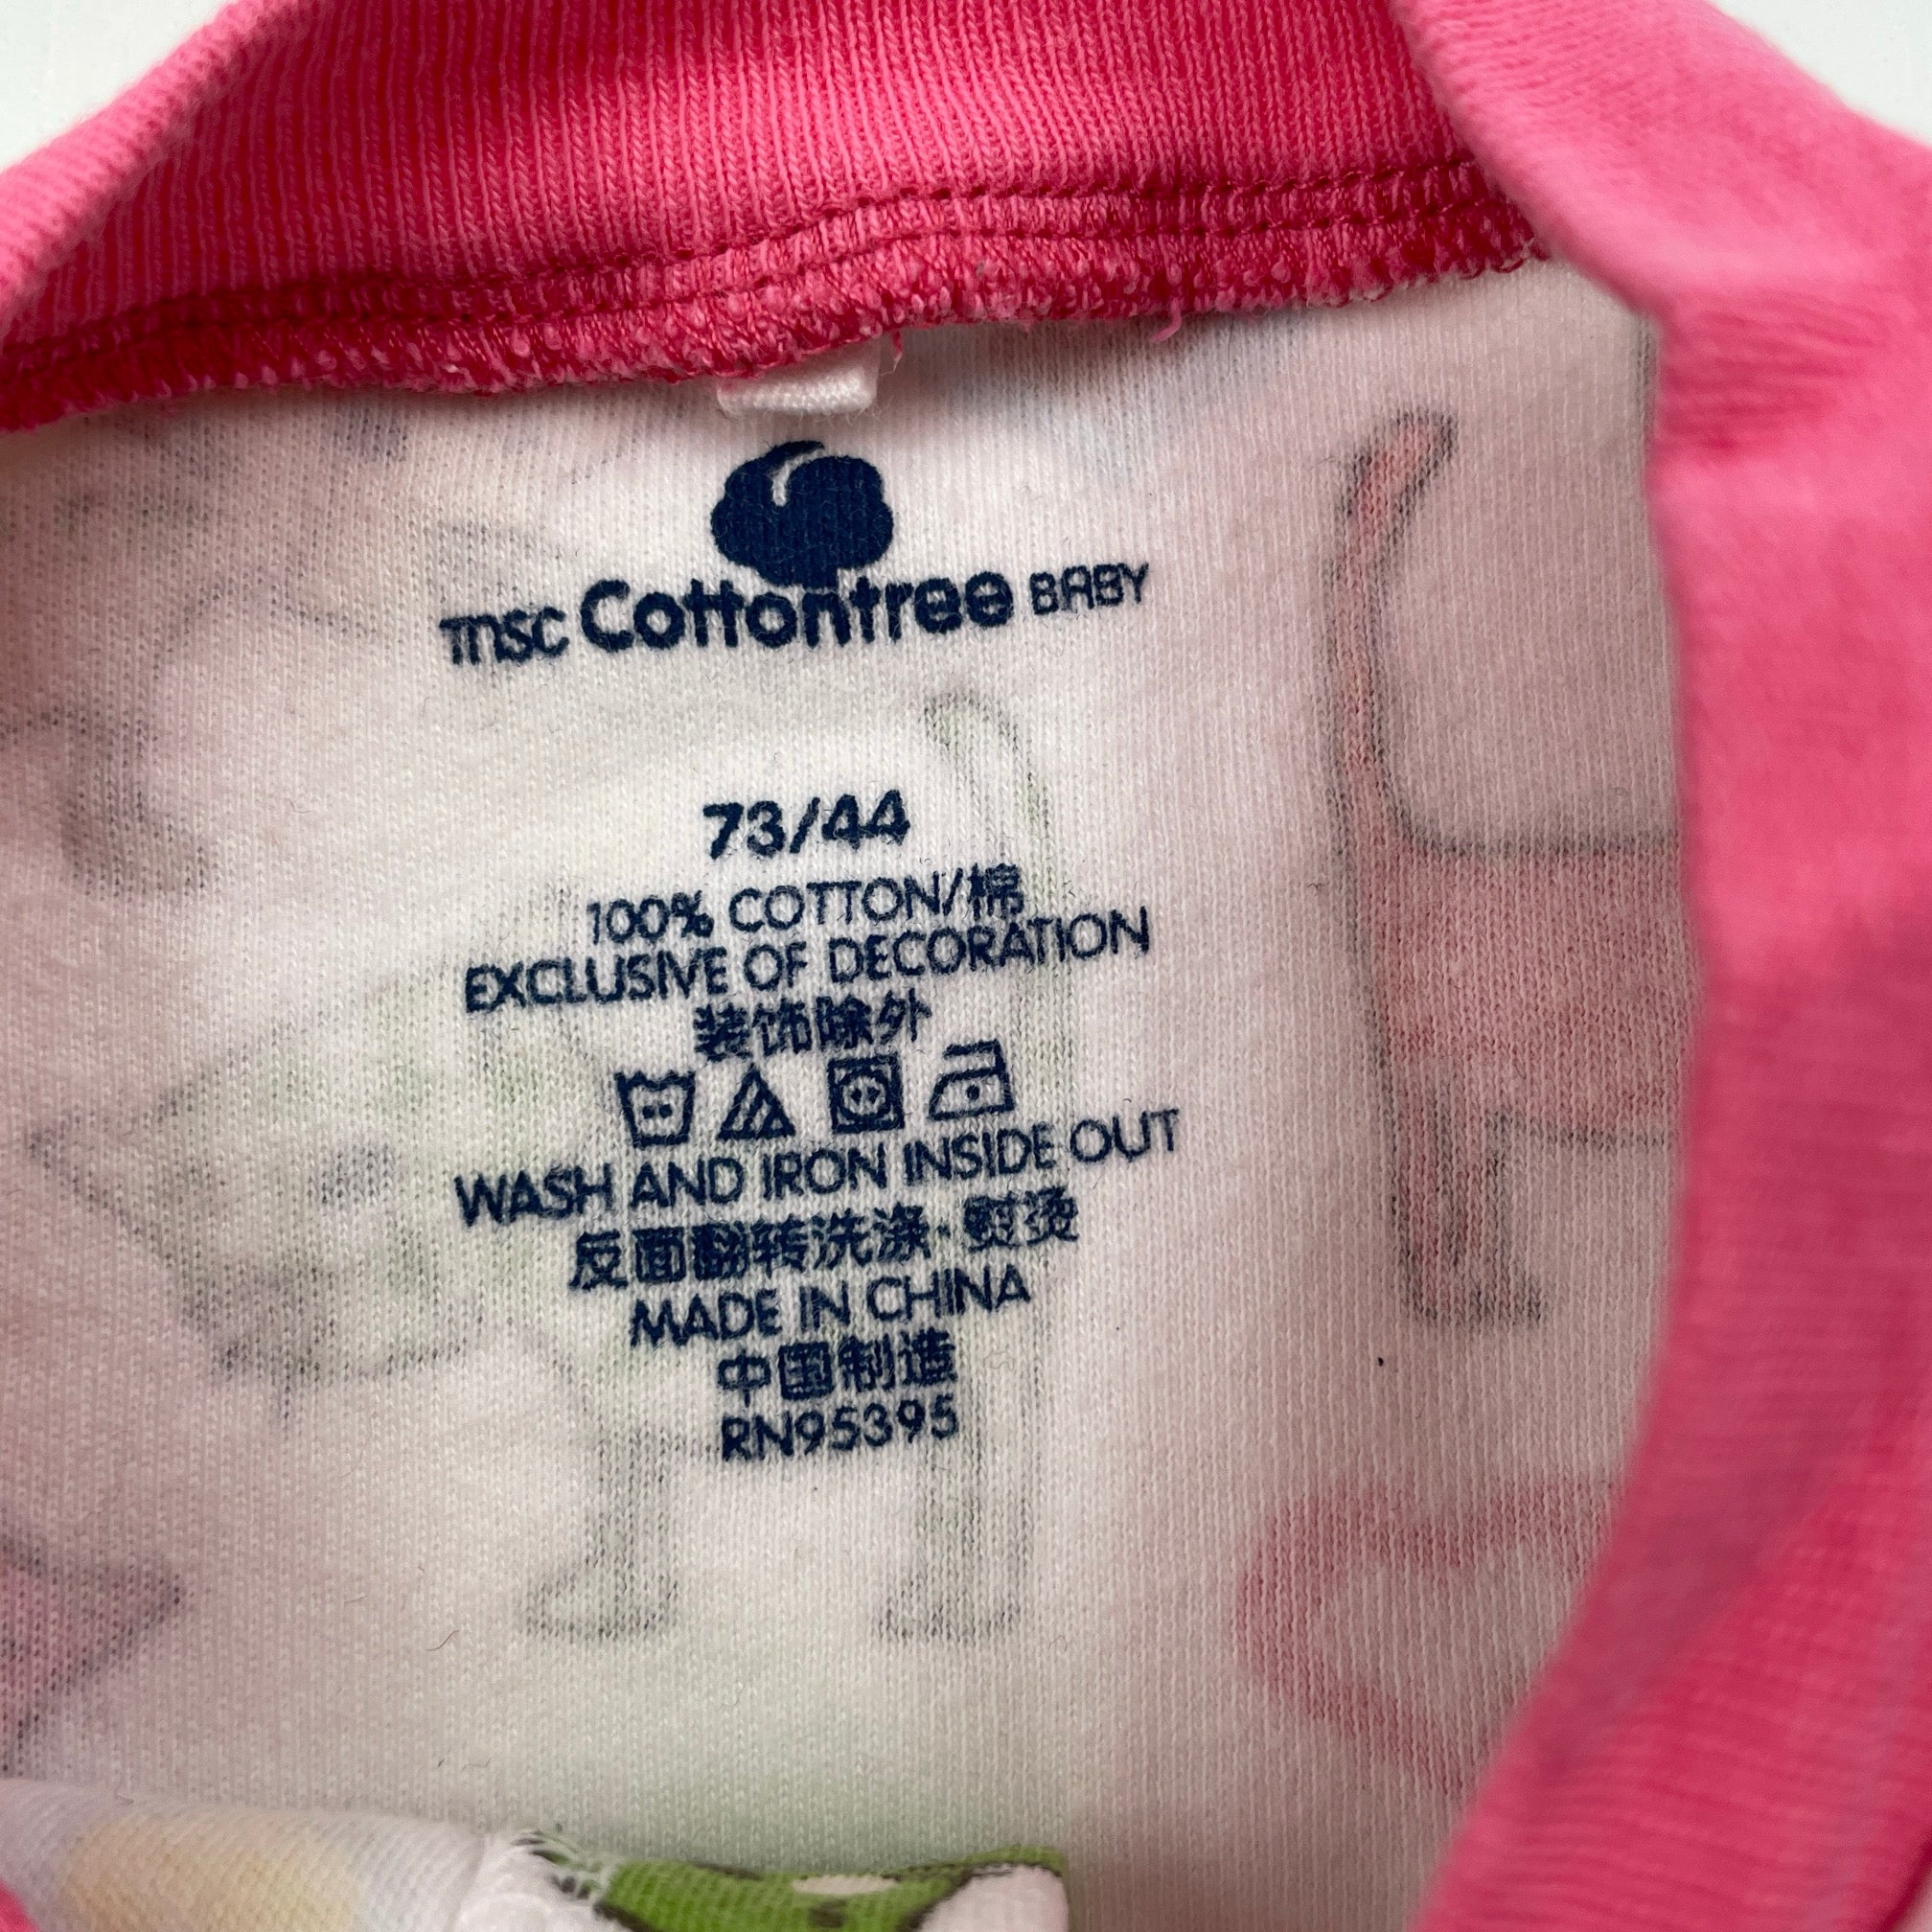 msc Cottontree BABY
73/44
100% COTTON/棉
EXCLUSIVE OF DECORATION
装饰除外
WASH AND IRON INSIDE OUT
反面翻转洗涤·熨烫
MADE IN CHINA
中国制造
RN95395